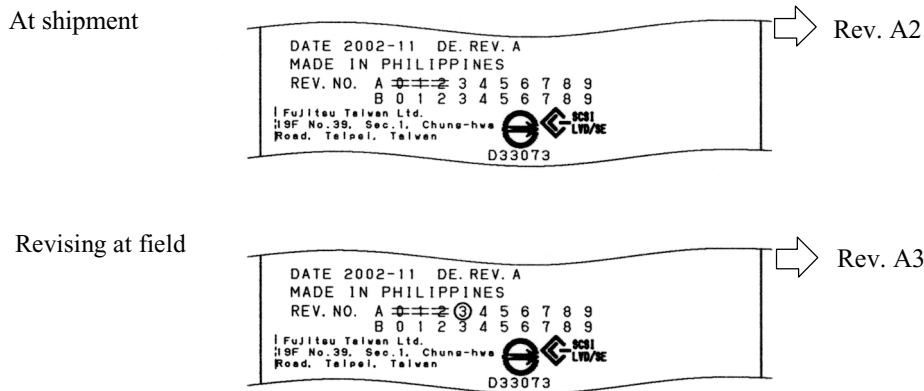 At shipment
Rev. A2
DATE 2002-11 DE. REV. A
MADE IN PHILIPPINES
REV. NO. A 0 1 2 3 4 5 6 7 8 9
B 0 1 2 3 4 5 6 7 8 9
Fujitsu Taiwan Ltd.
19F No.39, Sec.1, Chung-hwa
Road, Taipei, Taiwan
SCSI
LVD/SE
D33073
Revising at field
Rev. A3
DATE 2002-11 DE. REV. A
MADE IN PHILIPPINES
REV. NO. A 0 1 2 3 4 5 6 7 8 9
B 0 1 2 3 4 5 6 7 8 9
Fujitsu Taiwan Ltd.
19F No.39, Sec.1, Chung-hwa
Road, Taipei, Taiwan
SCSI
LVD/SE
D33073